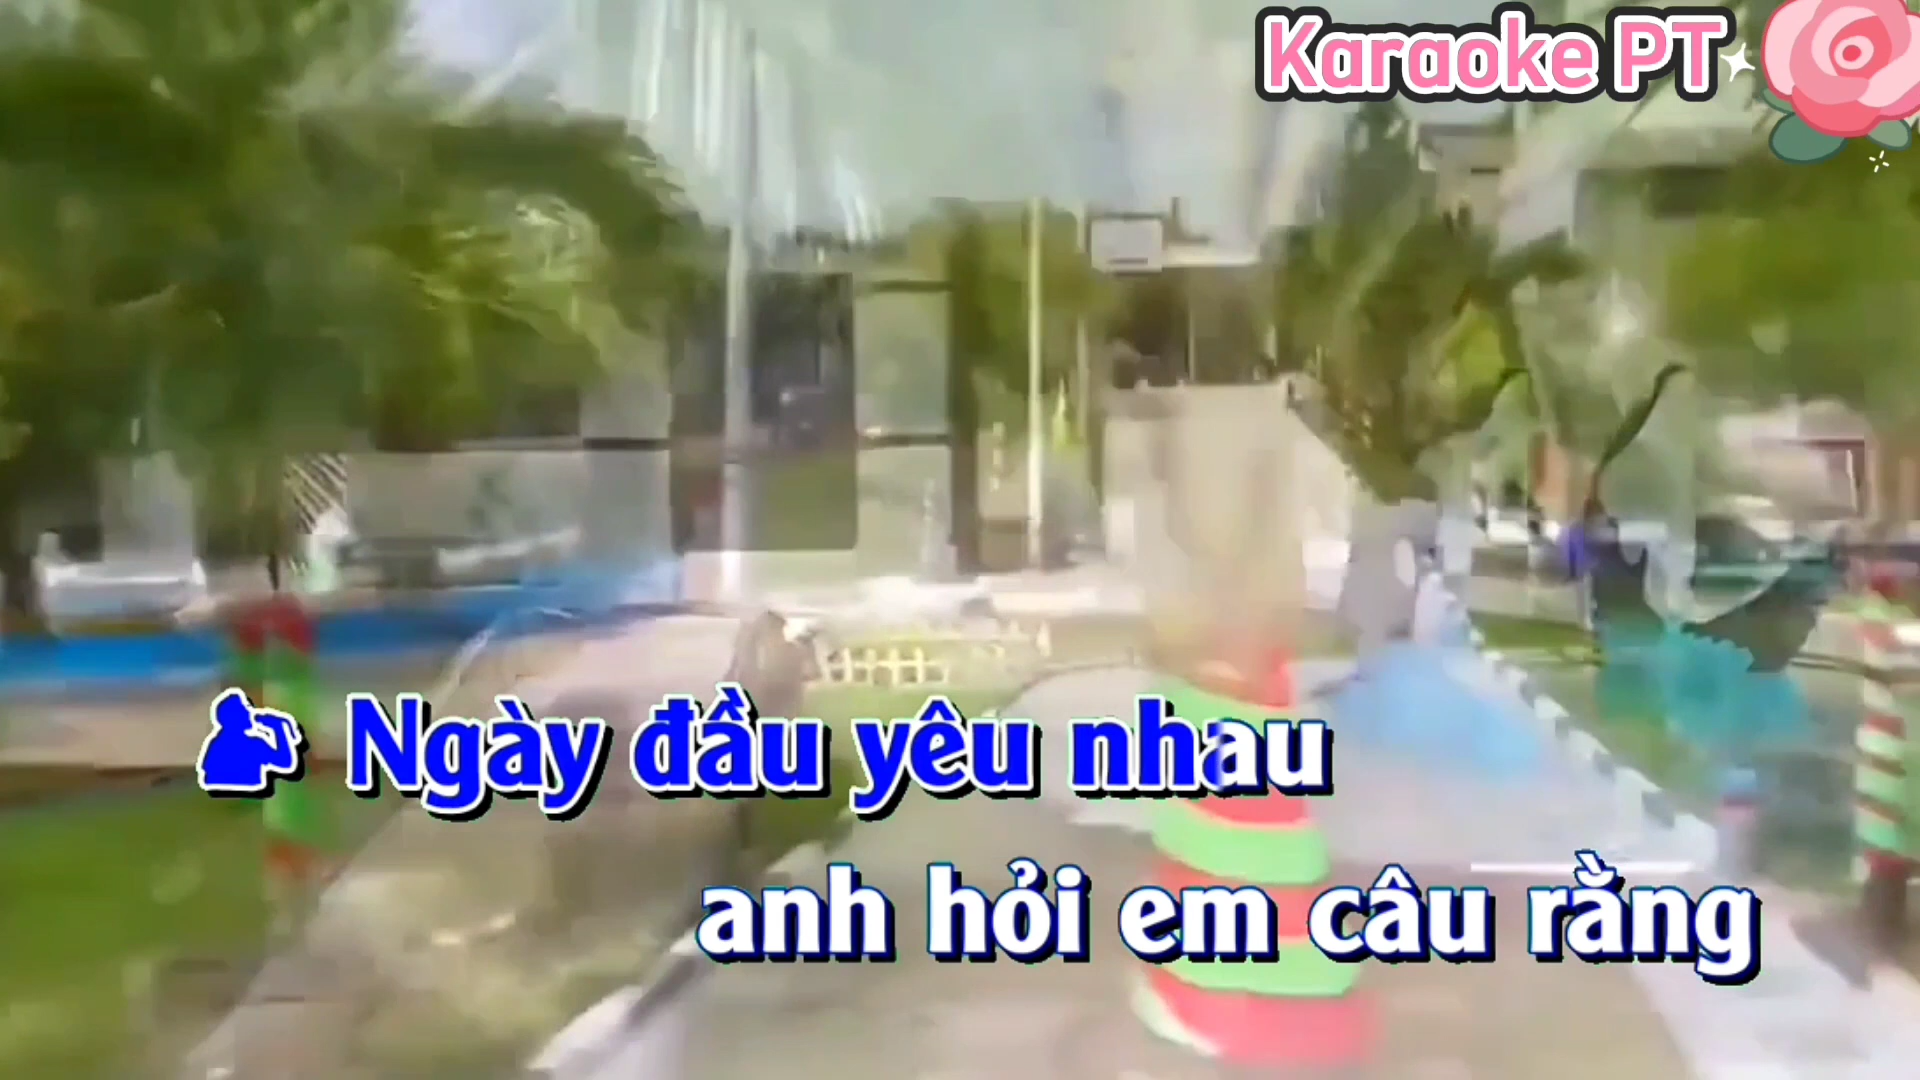 Karaoke PT
Ngày đầu yêu nhau
anh hỏi em câu rằng